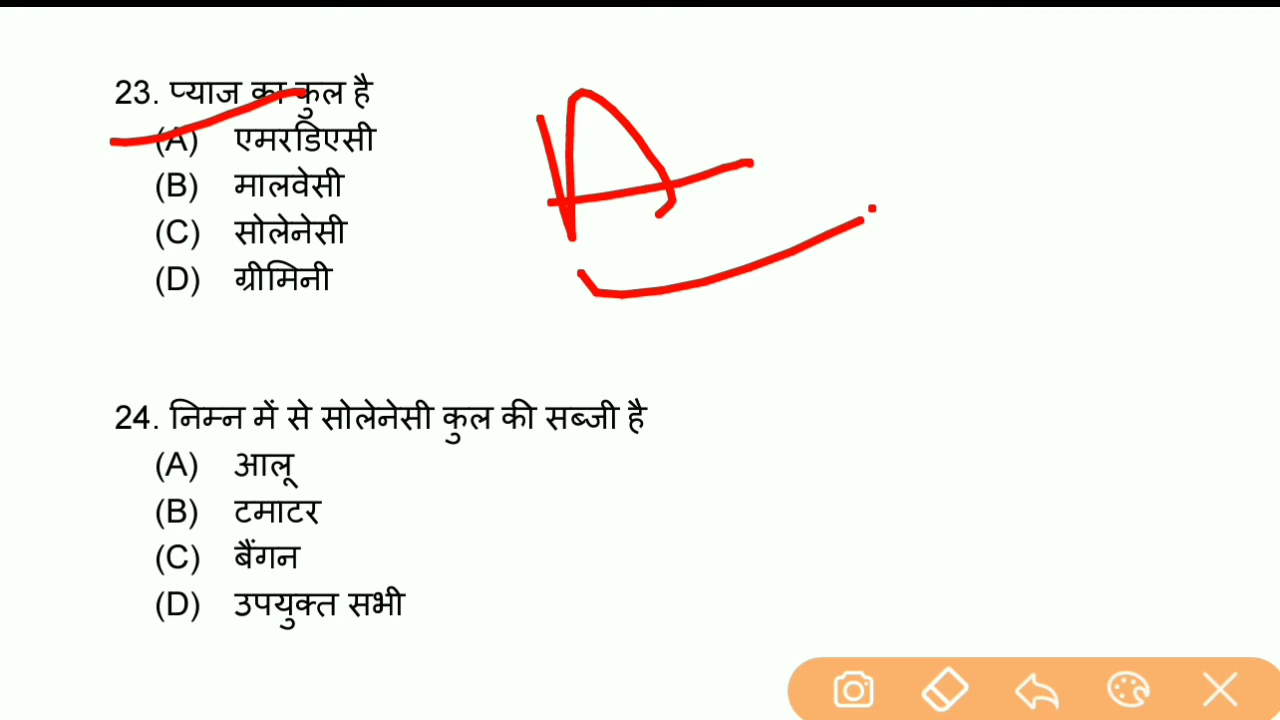 23. प्याज का कुल है
(A) एमरडिएसी
A
(B) मालवेसी
(C) सोलेनेसी
(D) ग्रीमिनी
24. निम्न में से सोलेनेसी कुल की सब्जी है
(A) आलू
(B) टमाटर
(C) बैंगन
(D) उपयुक्त सभी